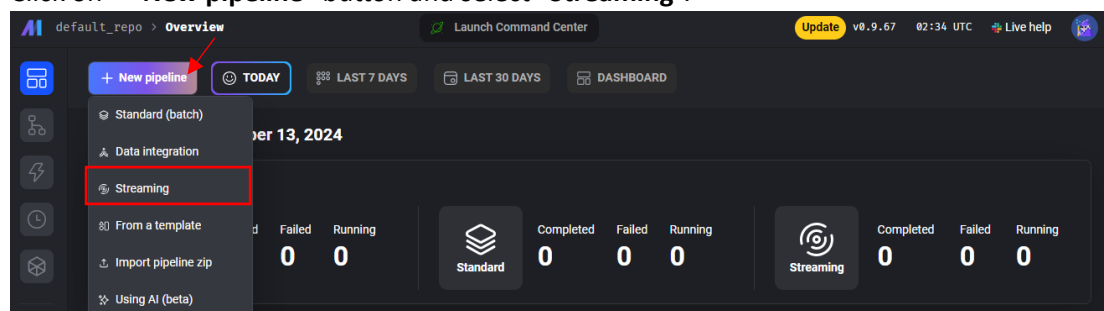 Click on "+ New pipeline" button and select "Streaming".
default_repo > Overview
Launch Command Center
Update v0.9.67 02:34 UTC Live help
+ New pipeline
TODAY
LAST 7 DAYS
LAST 30 DAYS
DASHBOARD
Standard (batch)
ber 13, 2024
Data integration
Streaming
From a template
Import pipeline zip
Using AI (beta)
d Failed Running
0 0
Standard
Completed Failed Running
0 0 0
Streaming
Completed Failed Running
0 0 0